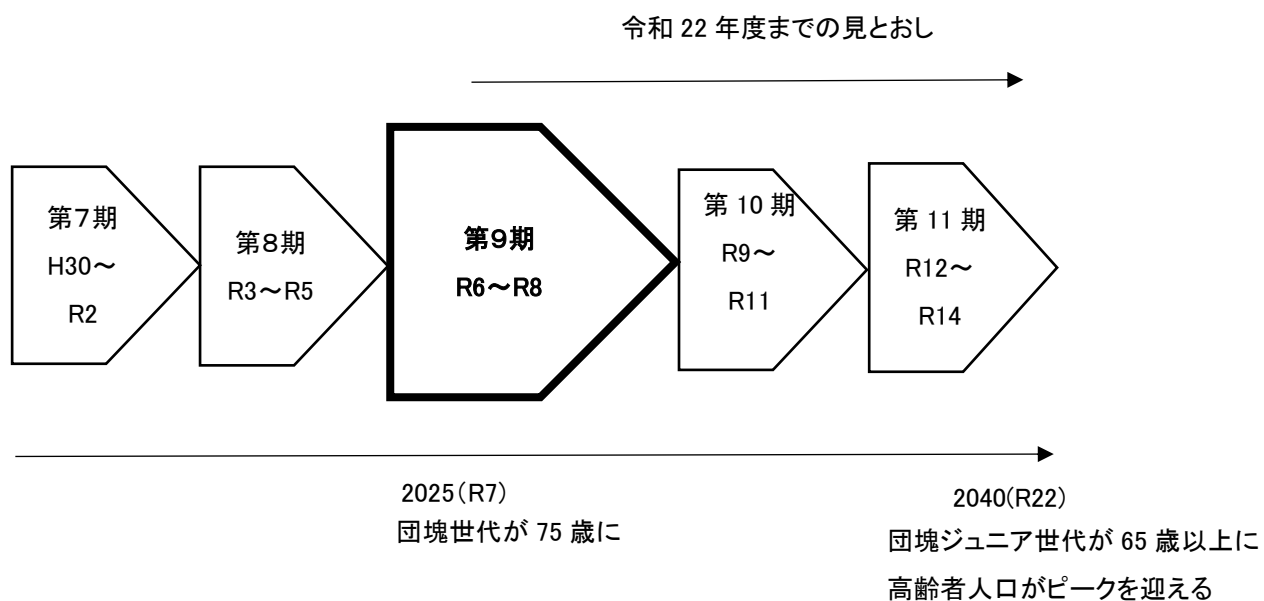 令和 22 年度までの見とおし
第７期
H30～
R2
第８期
R3～R5
第９期
R6～R8
第 10 期
R9～
R11
第 11 期
R12～
R14
2025（R7）
団塊世代が 75 歳に
2040(R22)
団塊ジュニア世代が 65 歳以上に
高齢者人口がピークを迎える